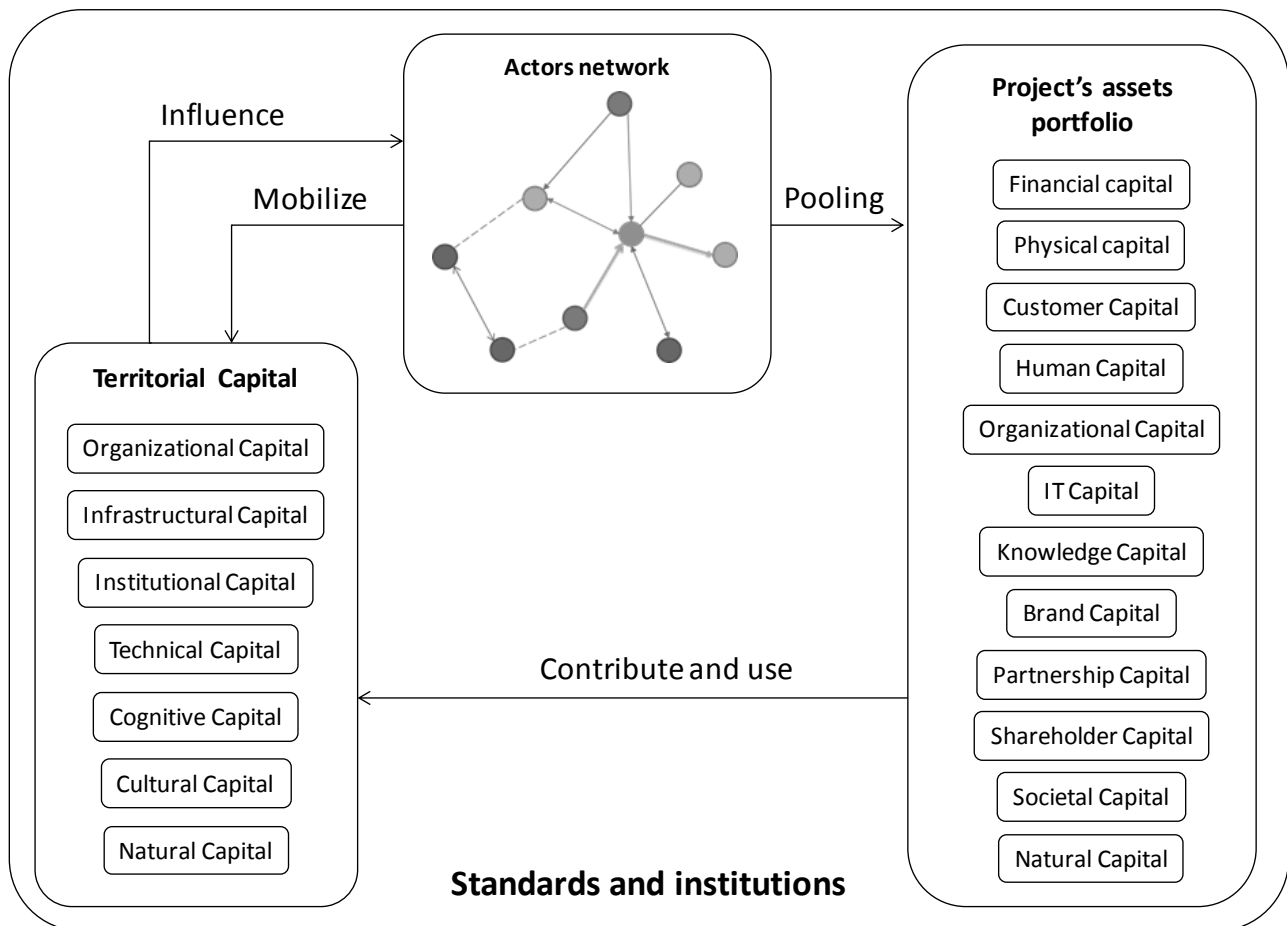 Actors network
Influence
Mobilize
Pooling
Territorial Capital
Organizational Capital
Infrastructural Capital
Institutional Capital
Technical Capital
Cognitive Capital
Cultural Capital
Natural Capital
Contribute and use
Project's assets
portfolio
Financial capital
Physical capital
Customer Capital
Human Capital
Organizational Capital
IT Capital
Knowledge Capital
Brand Capital
Partnership Capital
Shareholder Capital
Societal Capital
Natural Capital
Standards and institutions